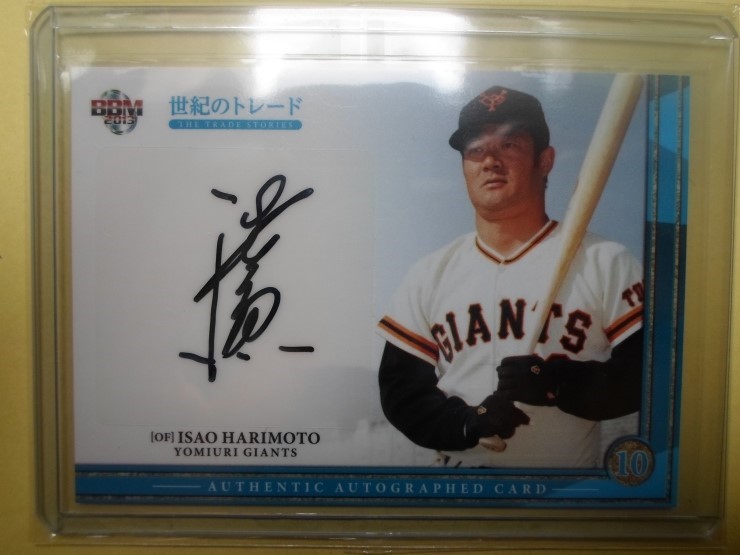 BBM
2013
世紀のトレード
THE TRADE STORIES
GIANTS
[OF] ISAO HARIMOTO
YOMIURI GIANTS
10
AUTHENTIC AUTOGRAPHED CARD